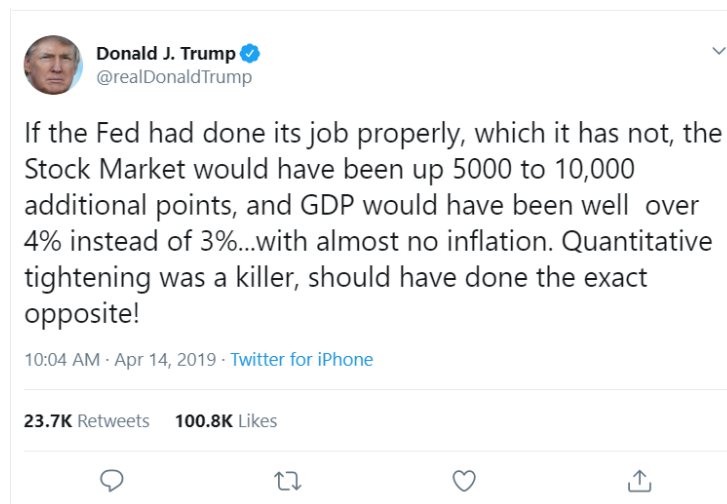 Donald J. Trump
@realDonaldTrump
If the Fed had done its job properly, which it has not, the
Stock Market would have been up 5000 to 10,000
additional points, and GDP would have been well  over
4% instead of 3%...with almost no inflation. Quantitative
tightening was a killer, should have done the exact
opposite!
10:04 AM · Apr 14, 2019 · Twitter for iPhone
23.7K Retweets 100.8K Likes